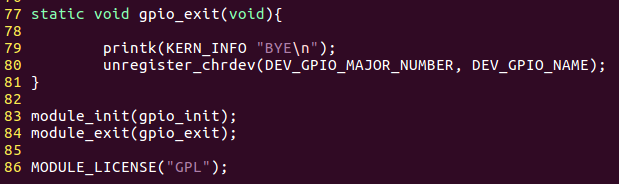 77 static void gpio_exit(void){
78
79         printk(KERN_INFO "BYE\n");
80         unregister_chrdev(DEV_GPIO_MAJOR_NUMBER, DEV_GPIO_NAME);
81 }
82
83 module_init(gpio_init);
84 module_exit(gpio_exit);
85
86 MODULE_LICENSE("GPL");